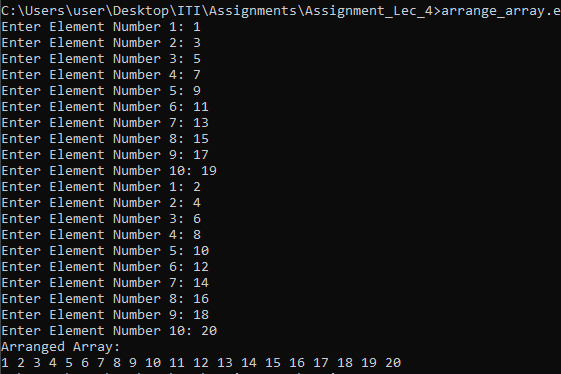 C:\Users\user\Desktop\ITI\Assignments\Assignment_Lec_4>arrange_array.e
Enter Element Number 1: 1
Enter Element Number 2: 3
Enter Element Number 3: 5
Enter Element Number 4: 7
Enter Element Number 5: 9
Enter Element Number 6: 11
Enter Element Number 7: 13
Enter Element Number 8: 15
Enter Element Number 9: 17
Enter Element Number 10: 19
Enter Element Number 1: 2
Enter Element Number 2: 4
Enter Element Number 3: 6
Enter Element Number 4: 8
Enter Element Number 5: 10
Enter Element Number 6: 12
Enter Element Number 7: 14
Enter Element Number 8: 16
Enter Element Number 9: 18
Enter Element Number 10: 20
Arranged Array:
1 2 3 4 5 6 7 8 9 10 11 12 13 14 15 16 17 18 19 20